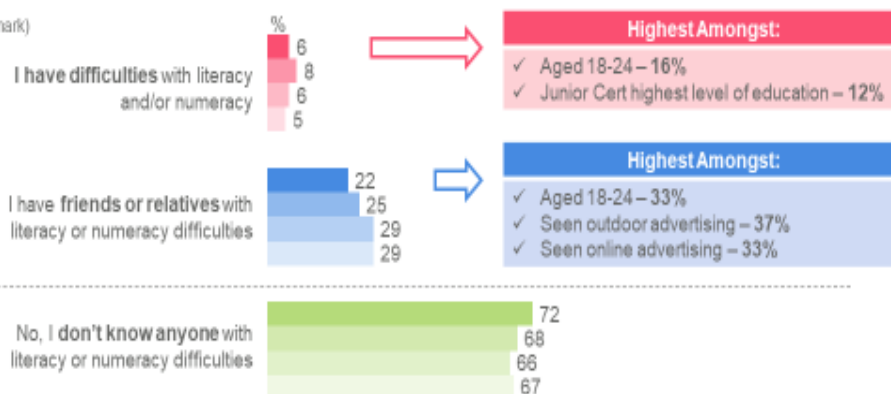 %
I have difficulties with literacy
and/or numeracy
6
8
6
5
Highest Amongst:
✓ Aged 18-24 – 16%
✓ Junior Cert highest level of education – 12%
I have friends or relatives with
literacy or numeracy difficulties
22
25
29
29
Highest Amongst:
✓ Aged 18-24 – 33%
✓ Seen outdoor advertising – 37%
✓ Seen online advertising – 33%
No, I don't know anyone with
literacy or numeracy difficulties
72
68
66
67